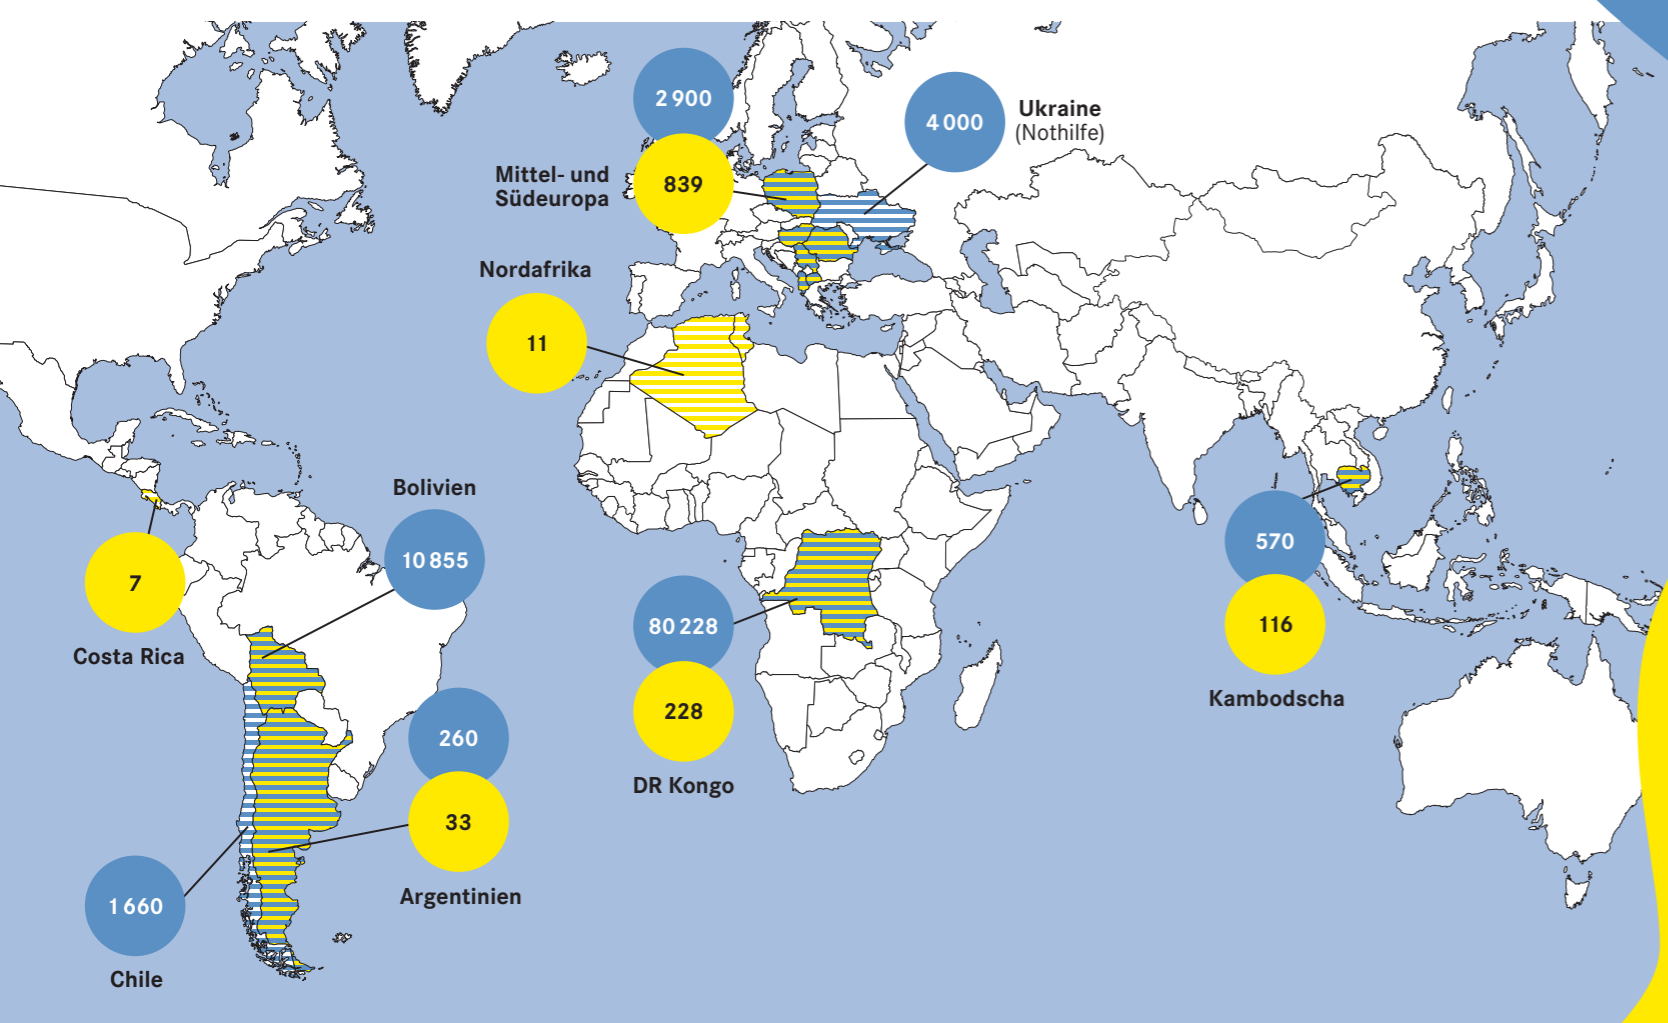 2 900
4 000
Ukraine
(Nothilfe)
Mittel- und
Südeuropa
839
Nordafrika
11
Bolivien
10 855
7
Costa Rica
570
116
Kambodscha
80 228
228
DR Kongo
260
33
Argentinien
1 660
Chile